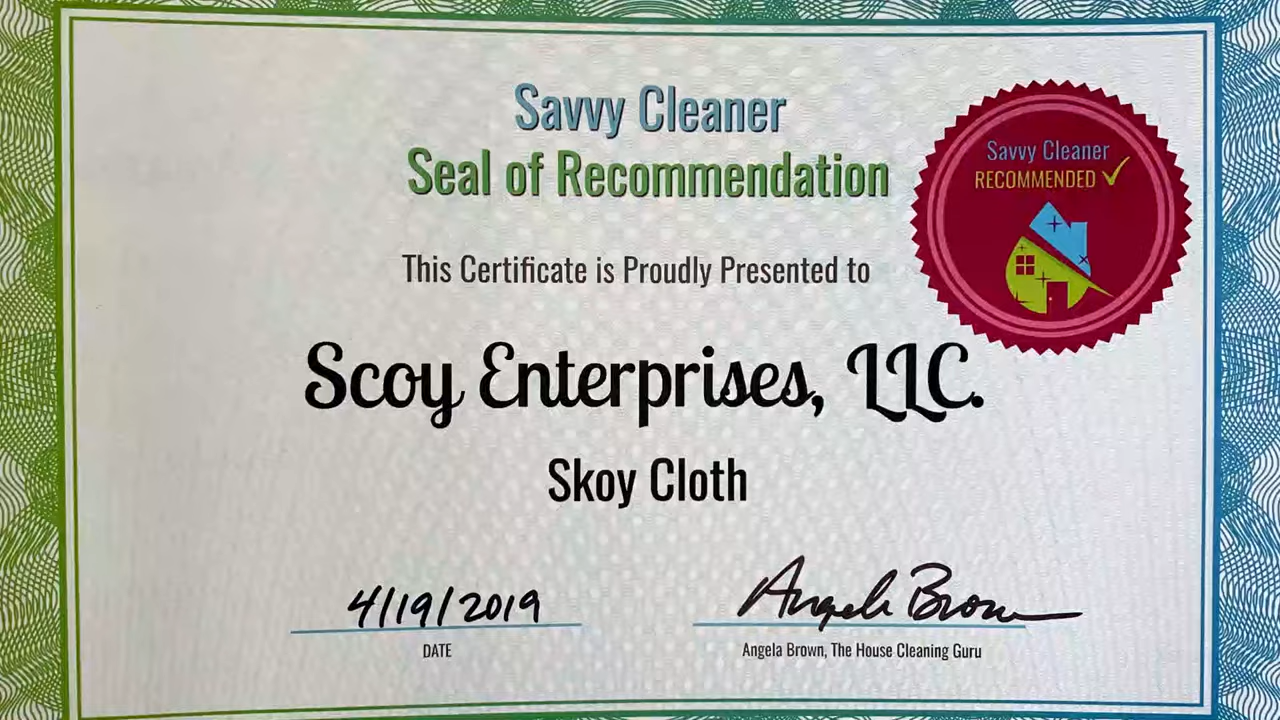 Savvy Cleaner
Seal of Recommendation
Savvy Cleaner
RECOMMENDED
This Certificate is Proudly Presented to
Scoy Enterprises, LLC.
Skoy Cloth
4/19/2019
Angela Brown
DATE
Angela Brown, The House Cleaning Guru